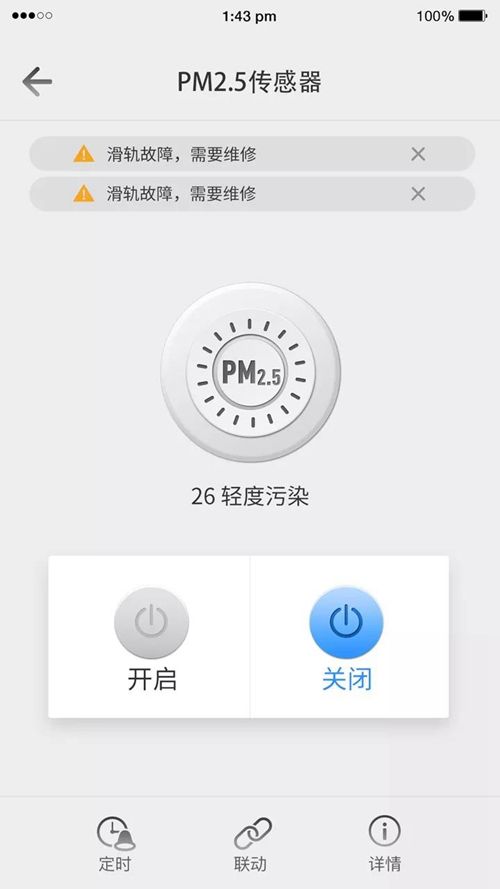 1:43 pm 100%
PM2.5传感器
滑轨故障，需要维修
滑轨故障，需要维修
PM2.5
26 轻度污染
开启 关闭
定时 联动 详情